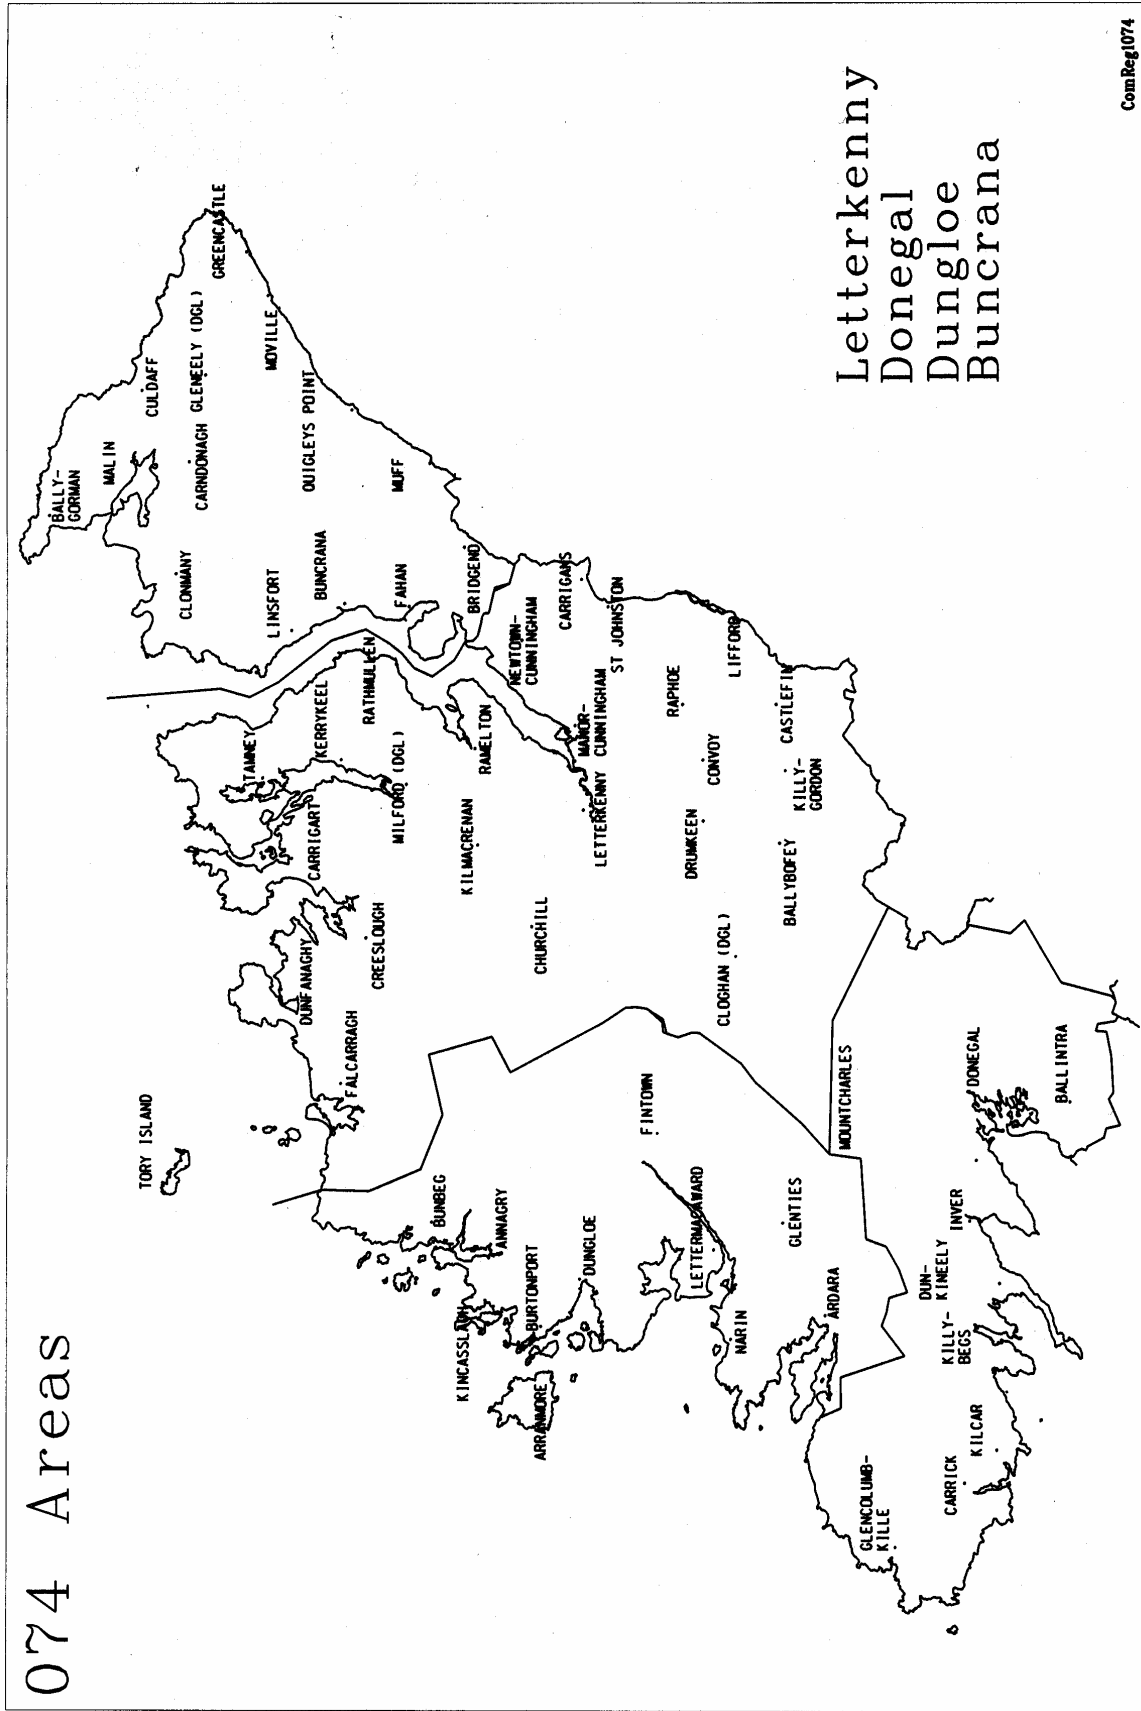 074 Areas
BALLY-
GORMAN
MALIN
CULDAFF
CLONMANY
CARNDONAGH
GLENEELY (DGL)
GREENCASTLE
TORY ISLAND
TAMNEY
LINSFORT
MOVILLE
DUNFANAGHY
CARRIGART
KERRYKEEL
BUNCRANA
QUIGLEYS POINT
FALCARRAGH
CREESLOUGH
RATHMULLEN
MILFORD (DGL)
FAHAN
MUFF
BUNBEG
KILMACRENAN
RAMELTON
BRIDGEND
KINCASSLAGH
ANNAGRY
NEWTOWN-
CUNNINGHAM
BURTONPORT
CHURCHILL
CARRIGANS
ARRANMORE
DUNGLOE
LETTERKENNY
MANOR-
CUNNINGHAM
ST JOHNSTON
FINTOWN
RAPHOE
LETTERMACAWARD
DRUMKEEN
CONVOY
LIFFORD
NARIN
CLOGHAN (DGL)
GLENTIES
BALLYBOFEY
KILLY-
GORDON
CASTLEFIN
ARDARA
MOUNTCHARLES
GLENCOLUMB-
KILLE
DUN-
KINEELY
INVER
DONEGAL
CARRICK
KILLY-
BEGS
KILCAR
BALLINTRA
Letterkenny
Donegal
Dungloe
Buncrana
ComReg1074